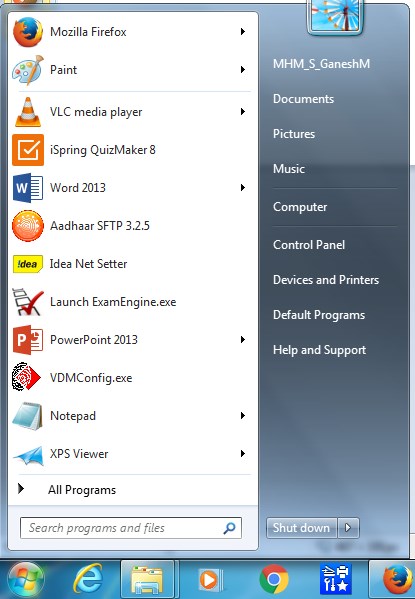 Mozilla Firefox
Paint
VLC media player
iSpring QuizMaker 8
Word 2013
Aadhaar SFTP 3.2.5
!dea
Idea Net Setter
Launch ExamEngine.exe
PowerPoint 2013
VDMConfig.exe
Notepad
XPS Viewer
All Programs
Search programs and files
MHM_S_GaneshM
Documents
Pictures
Music
Computer
Control Panel
Devices and Printers
Default Programs
Help and Support
Shut down